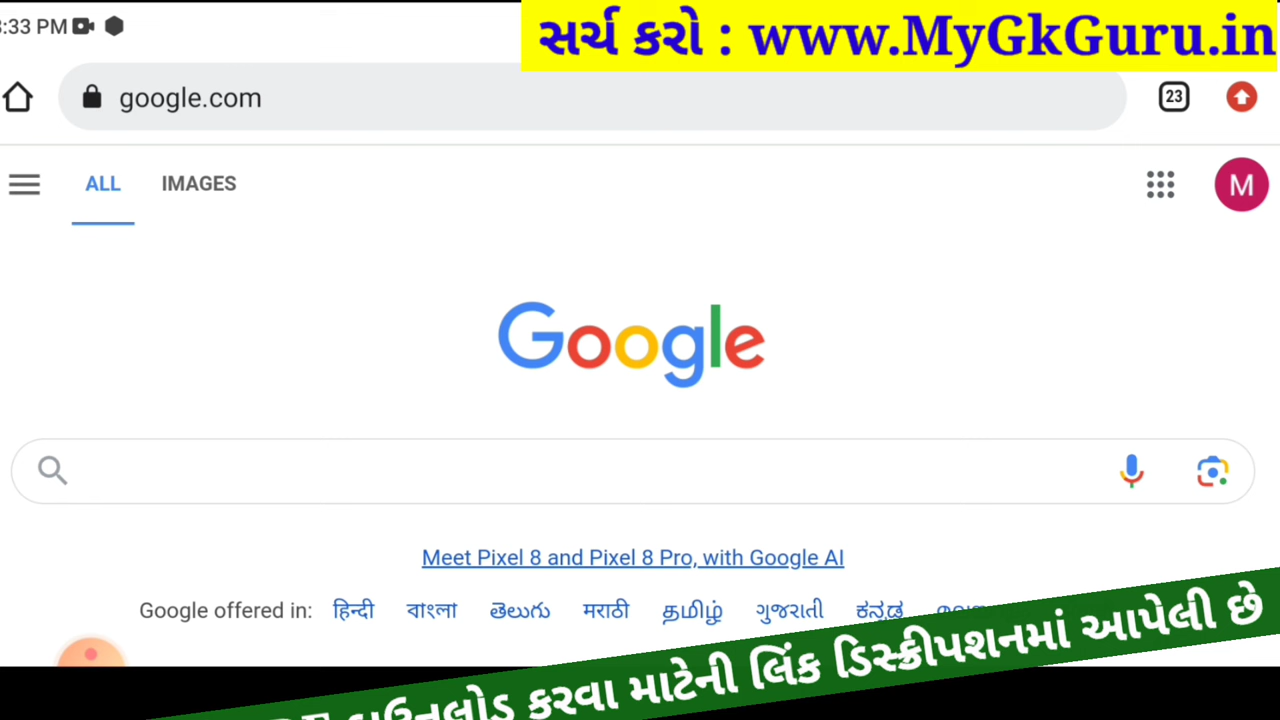 :33 PM
સર્ચ કરો : www.MyGkGuru.in
google.com
23
ALL IMAGES
M
Google
Meet Pixel 8 and Pixel 8 Pro, with Google AI
Google offered in: हिन्दी বাংলা తెలుగు मराठी தமிழ் ગુજરાતી ಕನ್ನಡ
કરવા માટેની લિંક ડિસ્ક્રીપશનમાં આપેલી છે